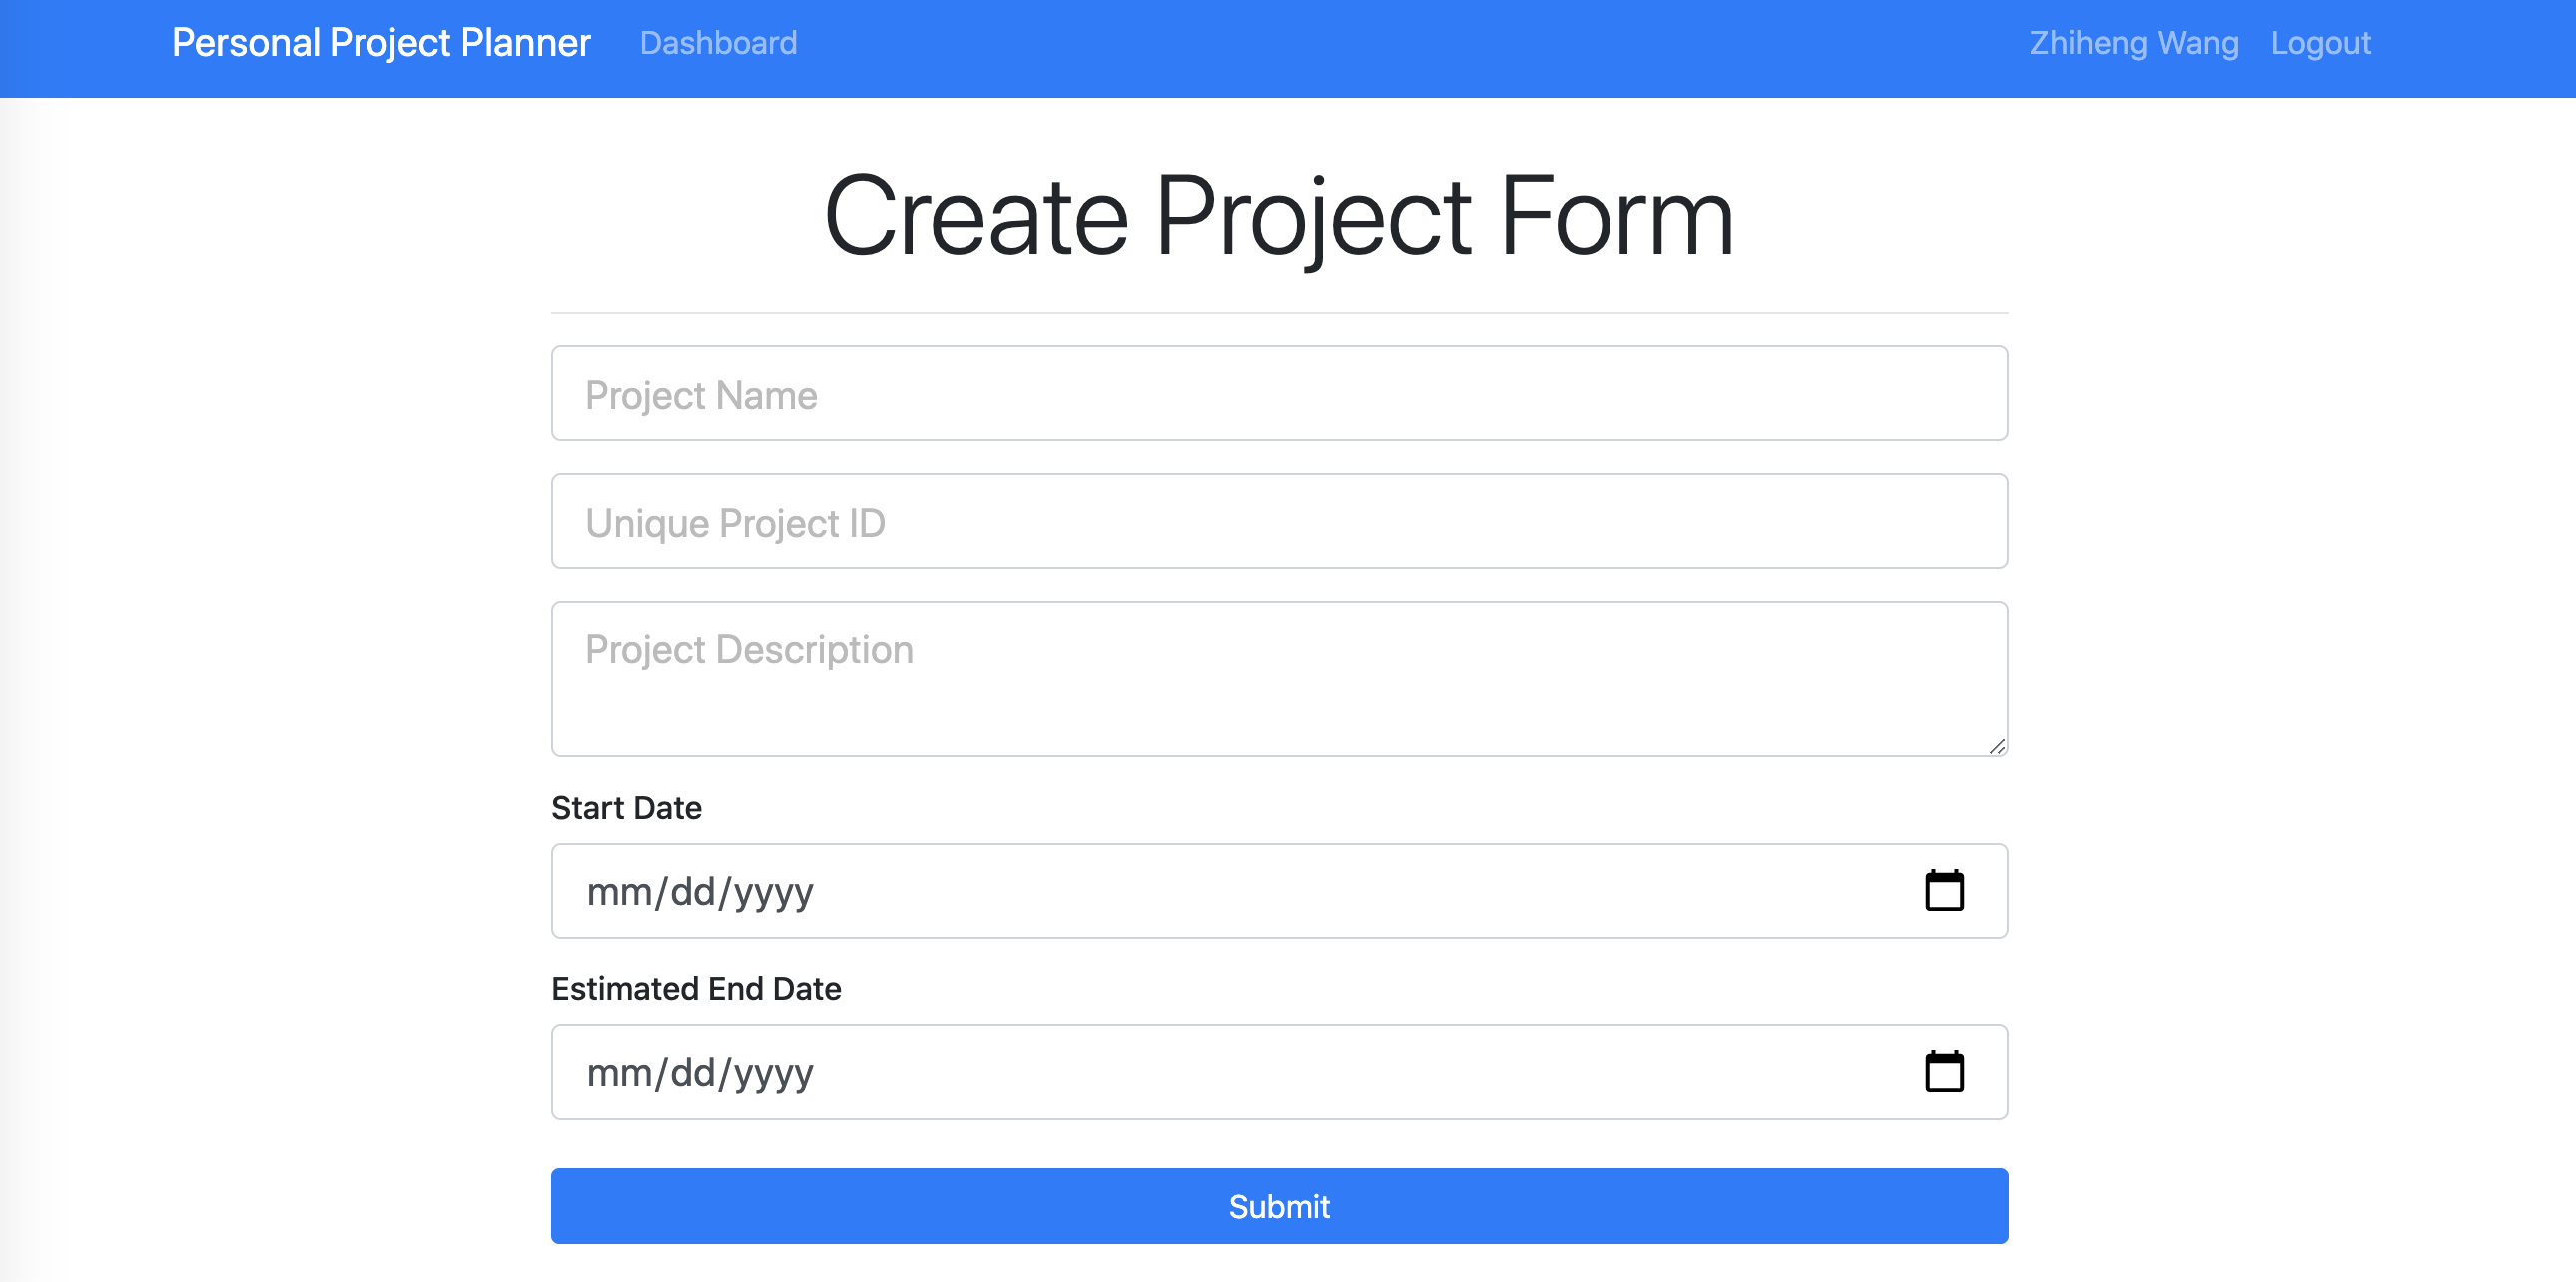 Personal Project Planner Dashboard Zhiheng Wang Logout
Create Project Form
Project Name
Unique Project ID
Project Description
Start Date
mm/dd/yyyy
Estimated End Date
mm/dd/yyyy
Submit